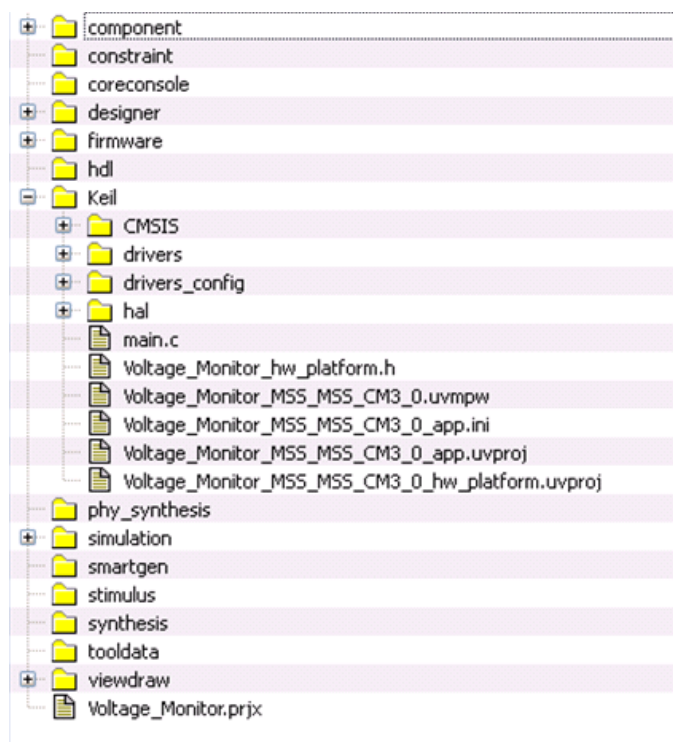 component
constraint
coreconsole
designer
firmware
hdl
Keil
CMSIS
drivers
drivers_config
hal
main.c
Voltage_Monitor_hw_platform.h
Voltage_Monitor_MSS_MSS_CM3_0.uvmpw
Voltage_Monitor_MSS_MSS_CM3_0_app.ini
Voltage_Monitor_MSS_MSS_CM3_0_app.uvproj
Voltage_Monitor_MSS_MSS_CM3_0_hw_platform.uvproj
phy_synthesis
simulation
smartgen
stimulus
synthesis
tooldata
viewdraw
Voltage_Monitor.prjx